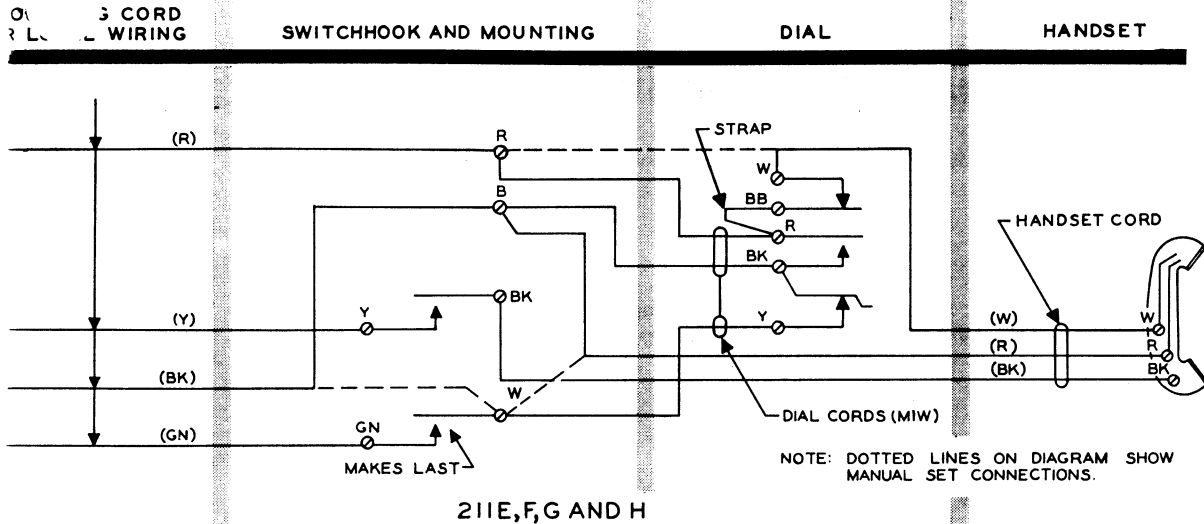 CORD
WIRING
SWITCHHOOK AND MOUNTING
DIAL
HANDSET
(R)
R
STRAP
W
B
BB
R
HANDSET CORD
BK
BK
Y
(Y)
Y
(W)
W
(R)
R
(BK)
W
(BK)
BK
GN
(GN)
DIAL CORDS (MIW)
MAKES LAST
NOTE: DOTTED LINES ON DIAGRAM SHOW
MANUAL SET CONNECTIONS.
211E,F,G AND H